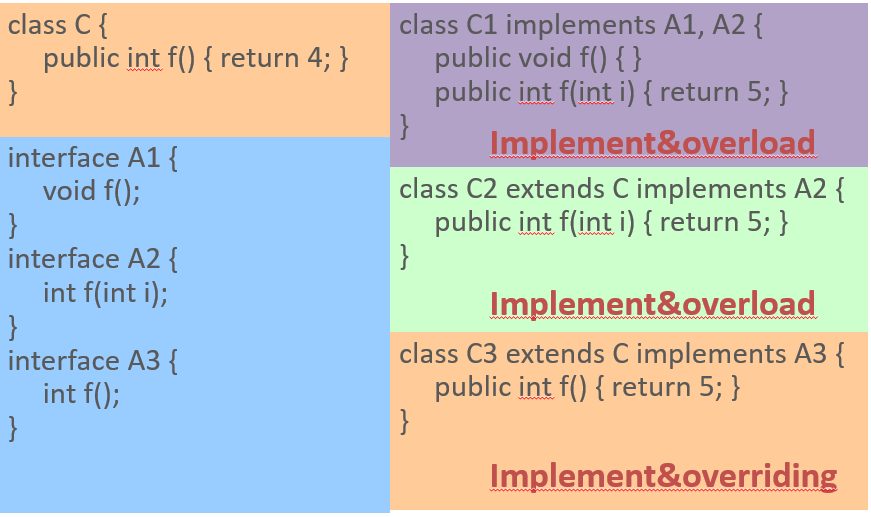 class C {
public int f() { return 4; }
}
interface A1 {
void f();
}
interface A2 {
int f(int i);
}
interface A3 {
int f();
}
class C1 implements A1, A2 {
public void f() { }
public int f(int i) { return 5; }
}
Implement&overload
class C2 extends C implements A2 {
public int f(int i) { return 5; }
}
Implement&overload
class C3 extends C implements A3 {
public int f() { return 5; }
}
Implement&overriding